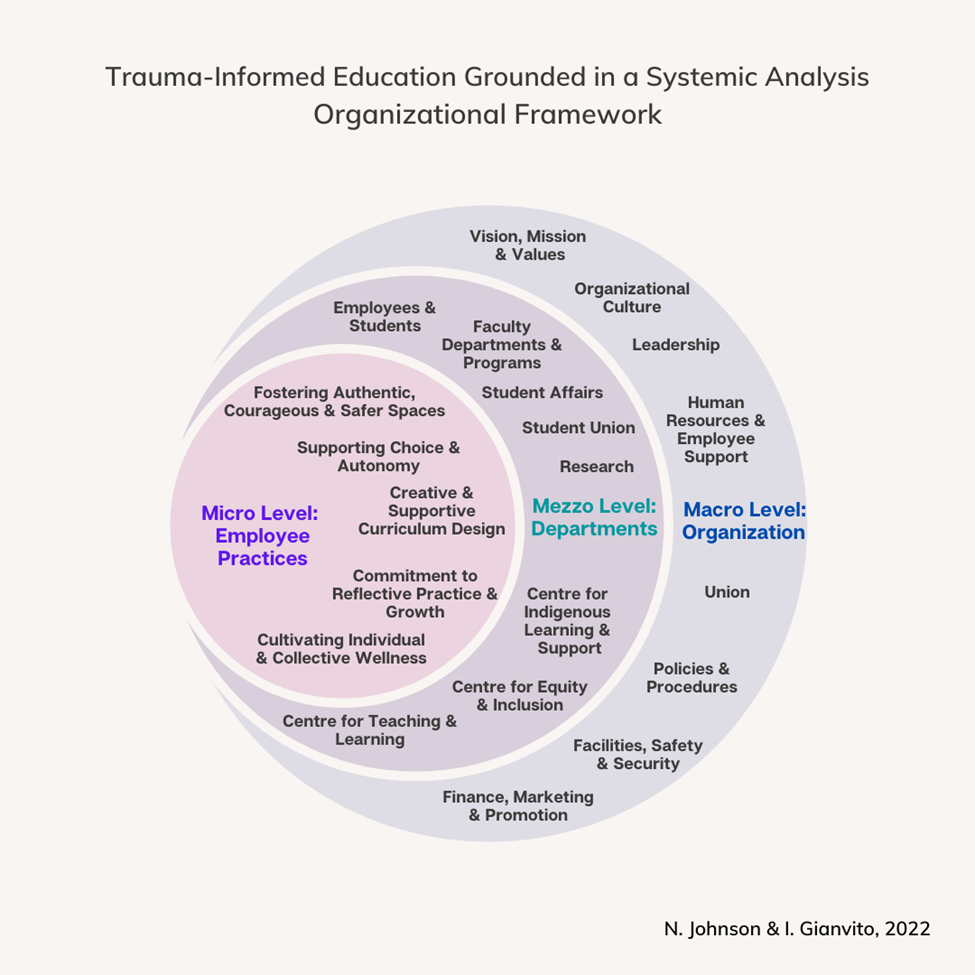 Trauma-Informed Education Grounded in a Systemic Analysis
Organizational Framework
Vision, Mission
& Values
Organizational
Culture
Leadership
Human
Resources &
Employee
Support
Macro Level:
Organization
Union
Policies &
Procedures
Facilities, Safety
& Security
Finance, Marketing
& Promotion
Employees &
Students
Faculty
Departments &
Programs
Student Affairs
Student Union
Research
Mezzo Level:
Departments
Centre for
Indigenous
Learning &
Support
Centre for Equity
& Inclusion
Centre for Teaching &
Learning
Fostering Authentic,
Courageous & Safer Spaces
Supporting Choice &
Autonomy
Creative &
Supportive
Curriculum Design
Micro Level:
Employee
Practices
Commitment to
Reflective Practice &
Growth
Cultivating Individual
& Collective Wellness
N. Johnson & I. Gianvito, 2022